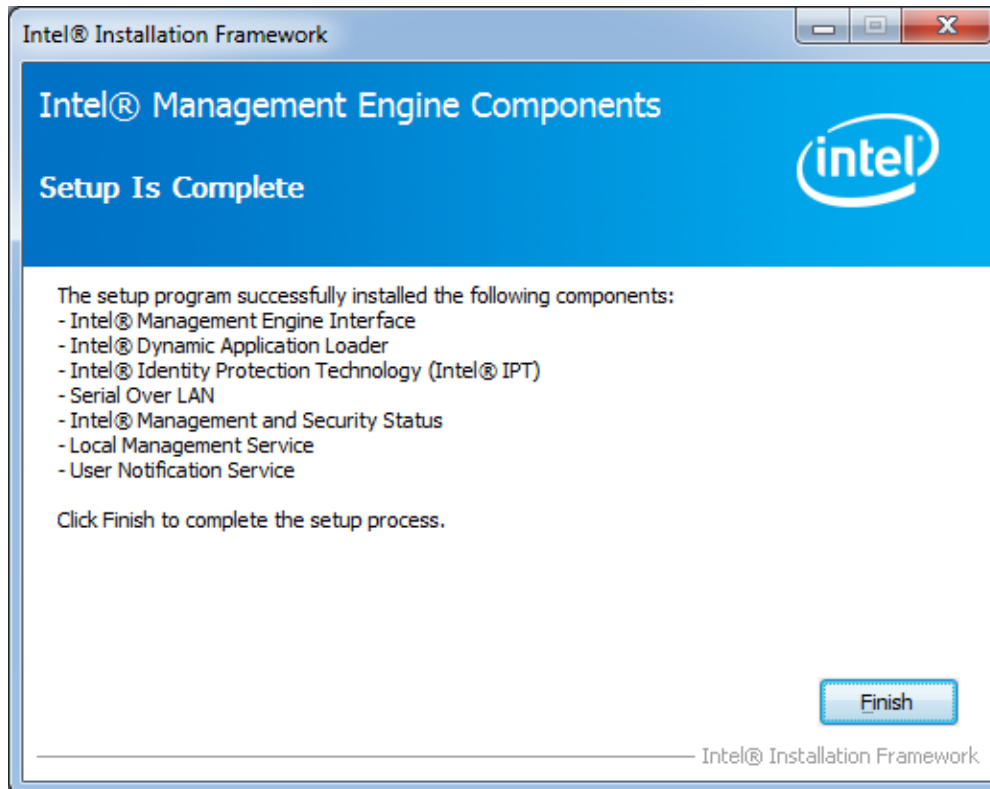 Intel® Installation Framework
Intel® Management Engine Components
intel®
Setup Is Complete
The setup program successfully installed the following components:
- Intel® Management Engine Interface
- Intel® Dynamic Application Loader
- Intel® Identity Protection Technology (Intel® IPT)
- Serial Over LAN
- Intel® Management and Security Status
- Local Management Service
- User Notification Service
Click Finish to complete the setup process.
Finish
Intel® Installation Framework